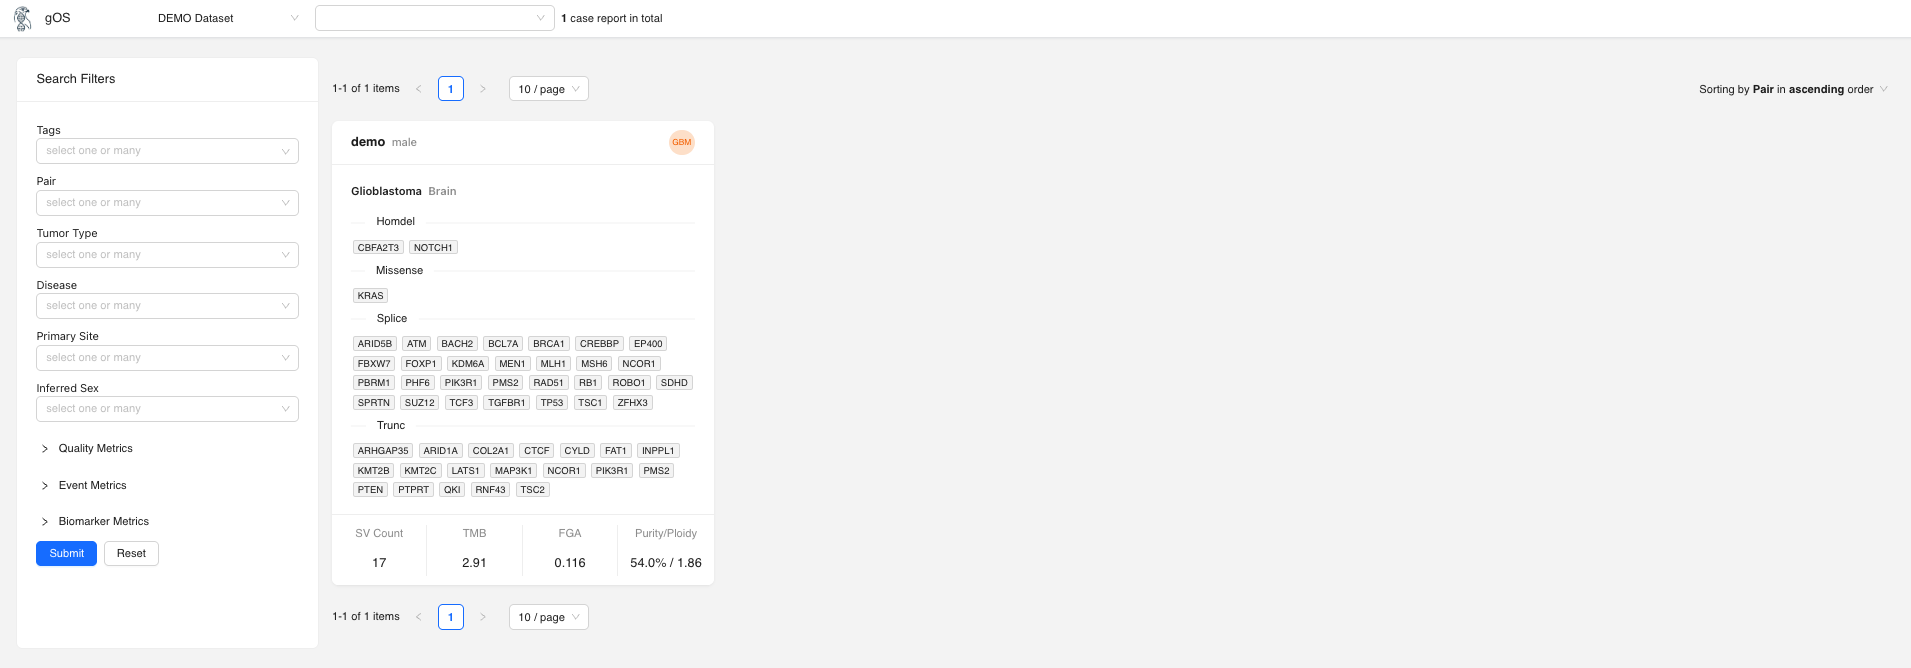 gOS DEMO Dataset 1 case report in total
Search Filters
Tags
select one or many
Pair
select one or many
Tumor Type
select one or many
Disease
select one or many
Primary Site
select one or many
Inferred Sex
select one or many
> Quality Metrics
> Event Metrics
> Biomarker Metrics
Submit Reset
1-1 of 1 items < 1 > 10 / page
Sorting by Pair in ascending order
demo male GBM
Glioblastoma Brain
Homdel
CBFA2T3 NOTCH1
Missense
KRAS
Splice
ARID5B ATM BACH2 BCL7A BRCA1 CREBBP EP400
FBXW7 FOXP1 KDM6A MEN1 MLH1 MSH6 NCOR1
PBRM1 PHF6 PIK3R1 PMS2 RAD51 RB1 ROBO1 SDHD
SPRTN SUZ12 TCF3 TGFBR1 TP53 TSC1 ZFHX3
Trunc
ARHGAP35 ARID1A COL2A1 CTCF CYLD FAT1 INPPL1
KMT2B KMT2C LATS1 MAP3K1 NCOR1 PIK3R1 PMS2
PTEN PTPRT QKI RNF43 TSC2
SV Count TMB FGA Purity/Ploidy
17 2.91 0.116 54.0% / 1.86
1-1 of 1 items < 1 > 10 / page